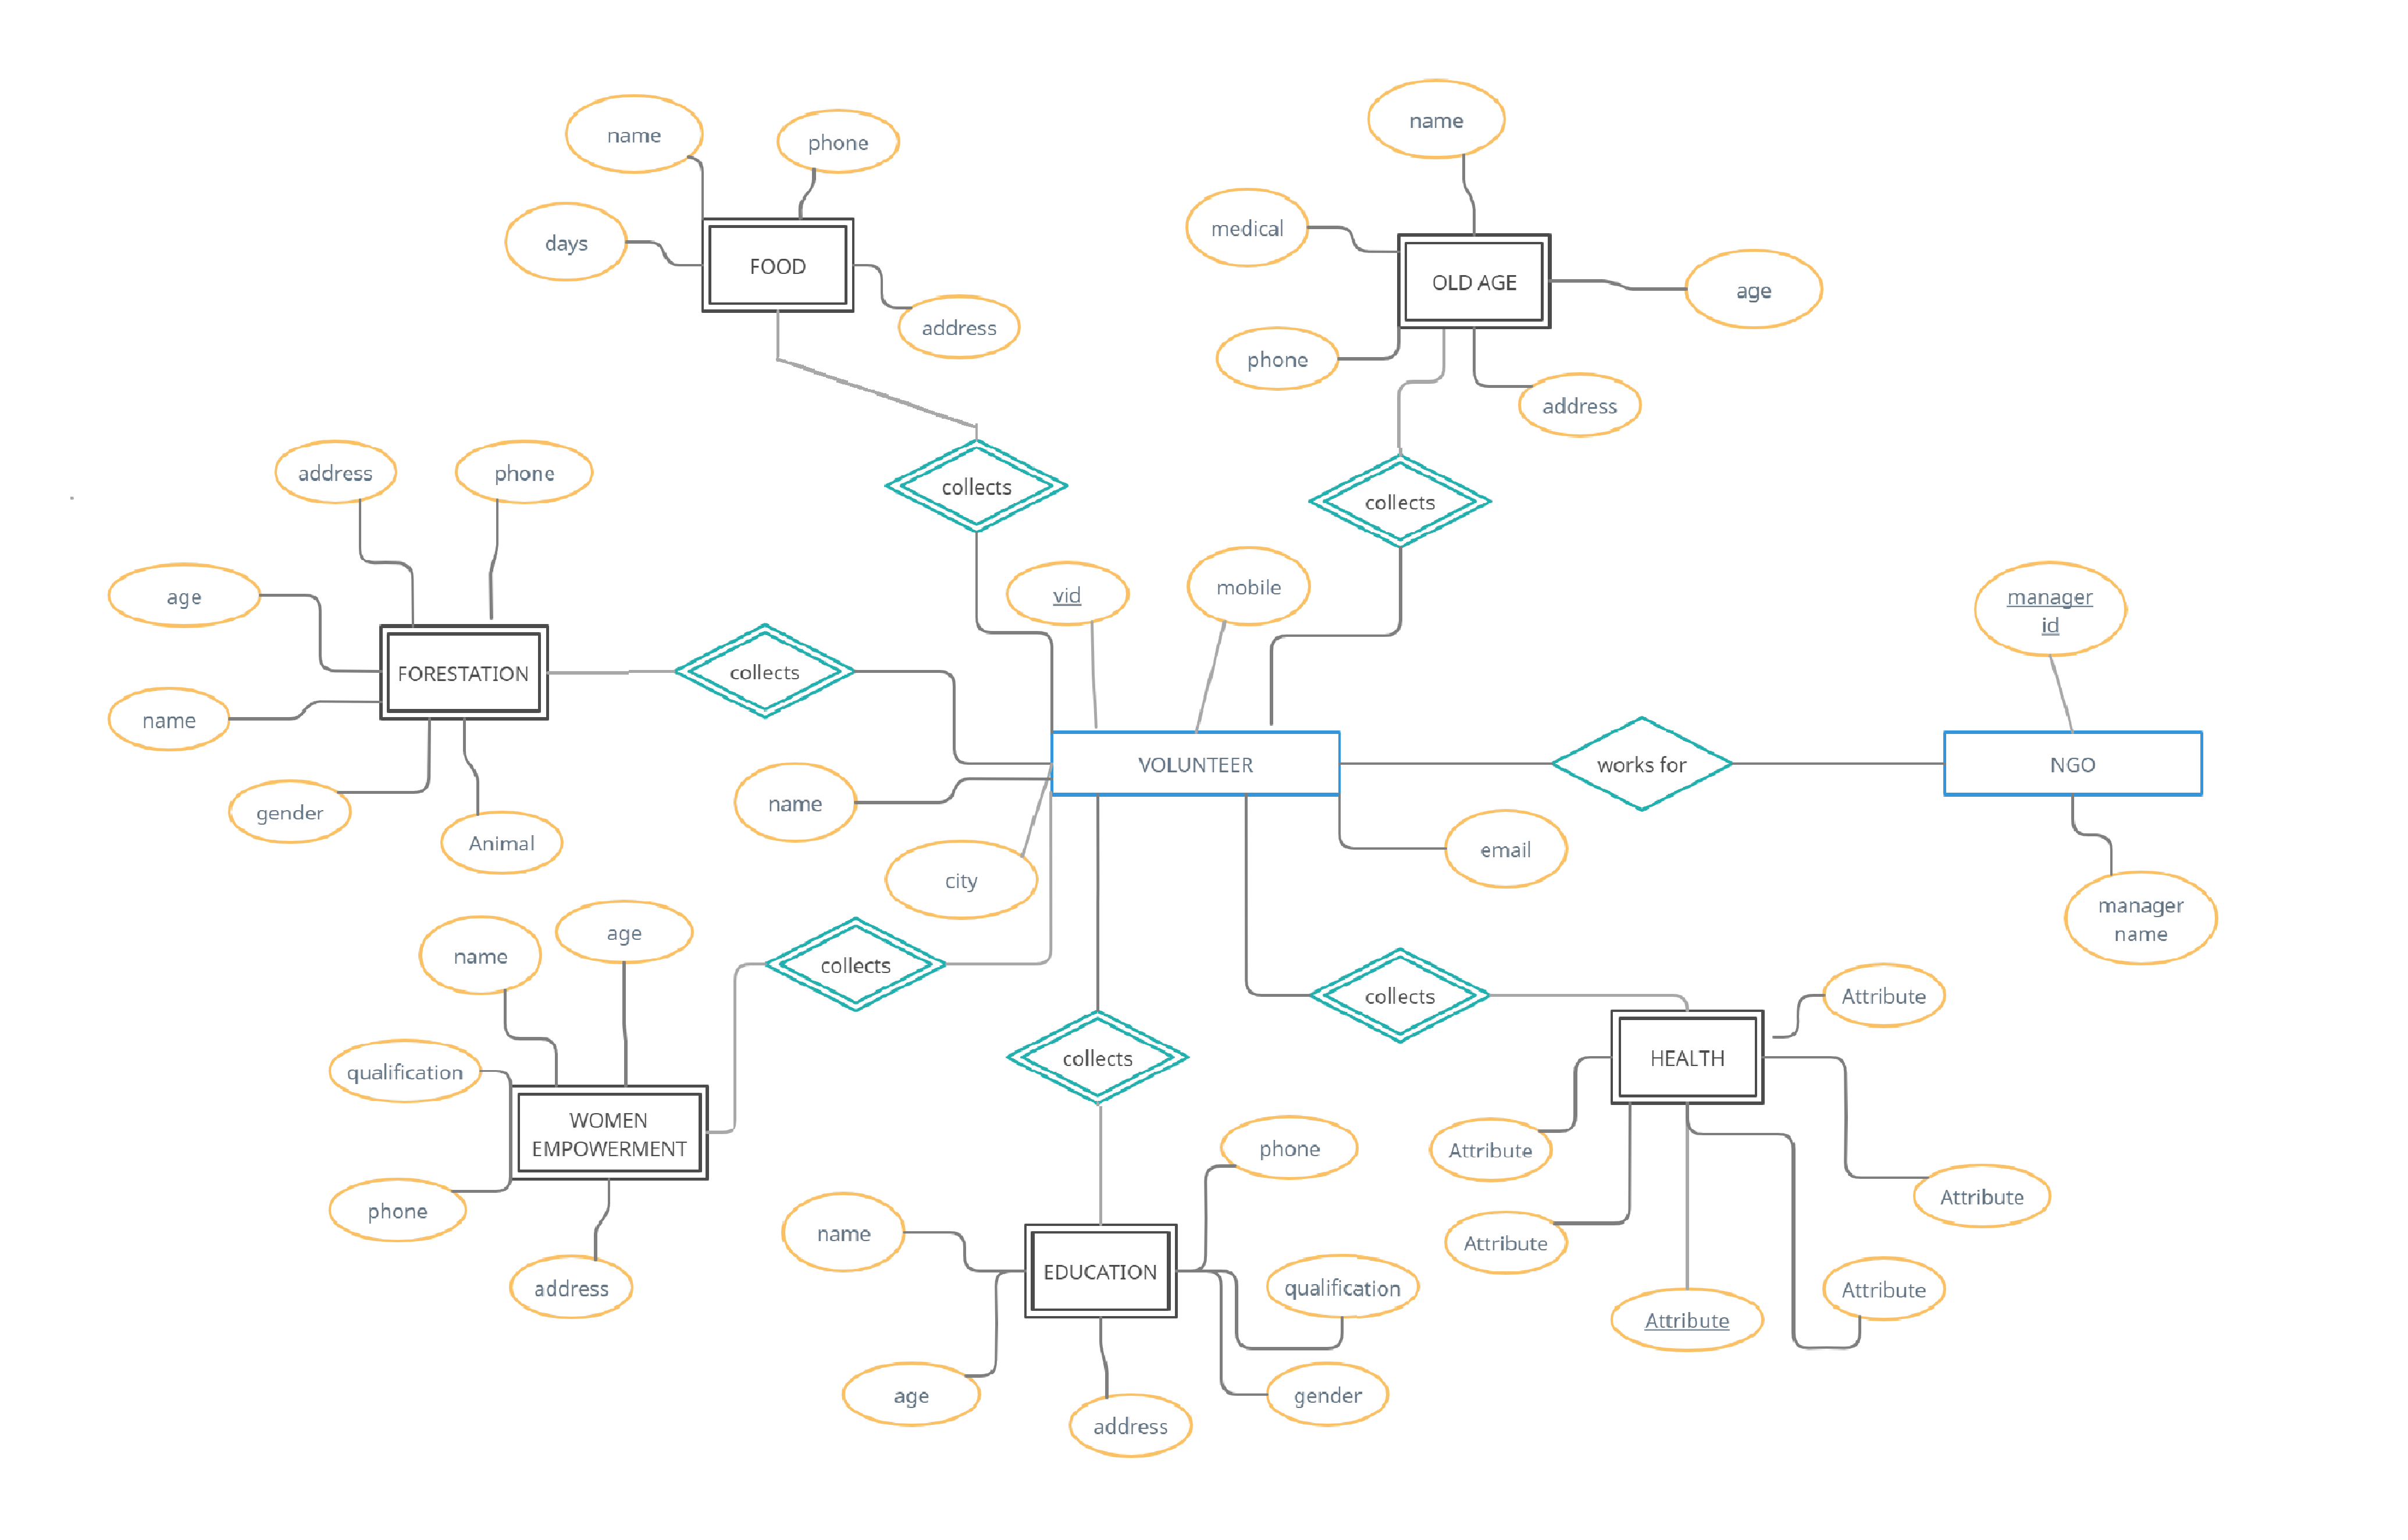 name
phone
days
FOOD
address
name
medical
OLD AGE
age
phone
address
address
phone
collects
collects
age
FORESTATION
name
gender
Animal
collects
vid
mobile
manager
id
VOLUNTEER
works for
NGO
name
city
email
manager
name
name
age
collects
collects
Attribute
qualification
WOMEN
EMPOWERMENT
phone
address
collects
HEALTH
phone
Attribute
Attribute
name
Attribute
EDUCATION
qualification
Attribute
Attribute
age
gender
address